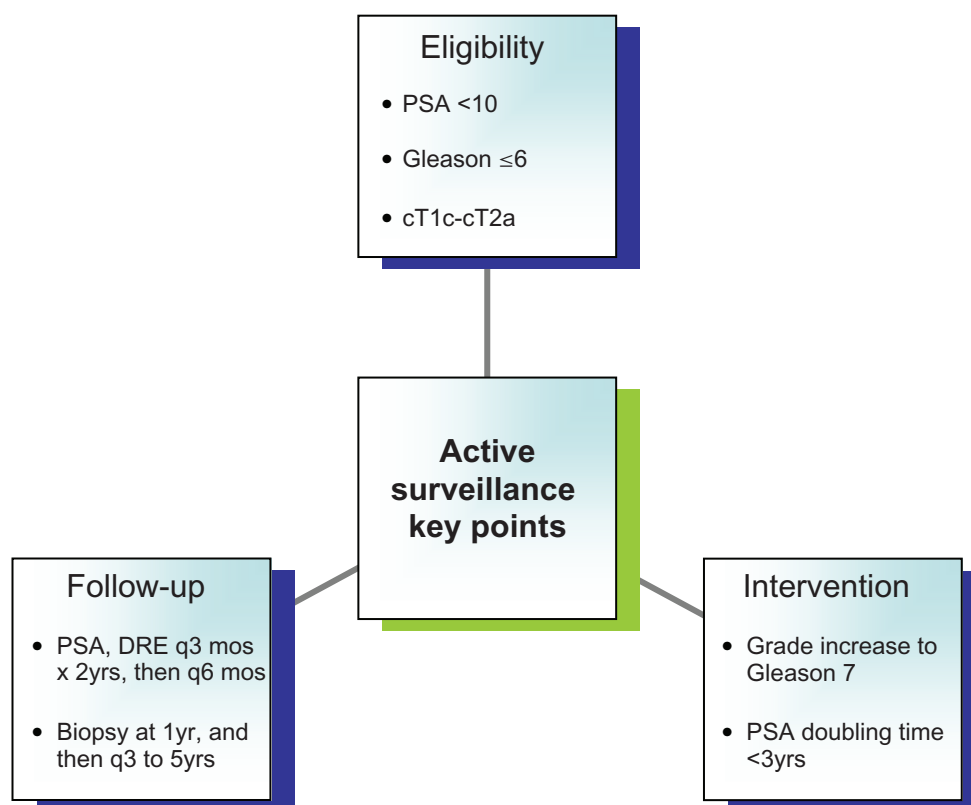 Eligibility
• PSA <10
• Gleason ≤6
• cT1c-cT2a
Active
surveillance
key points
Follow-up
• PSA, DRE q3 mos
x 2yrs, then q6 mos
• Biopsy at 1yr, and
then q3 to 5yrs
Intervention
• Grade increase to
Gleason 7
• PSA doubling time
<3yrs